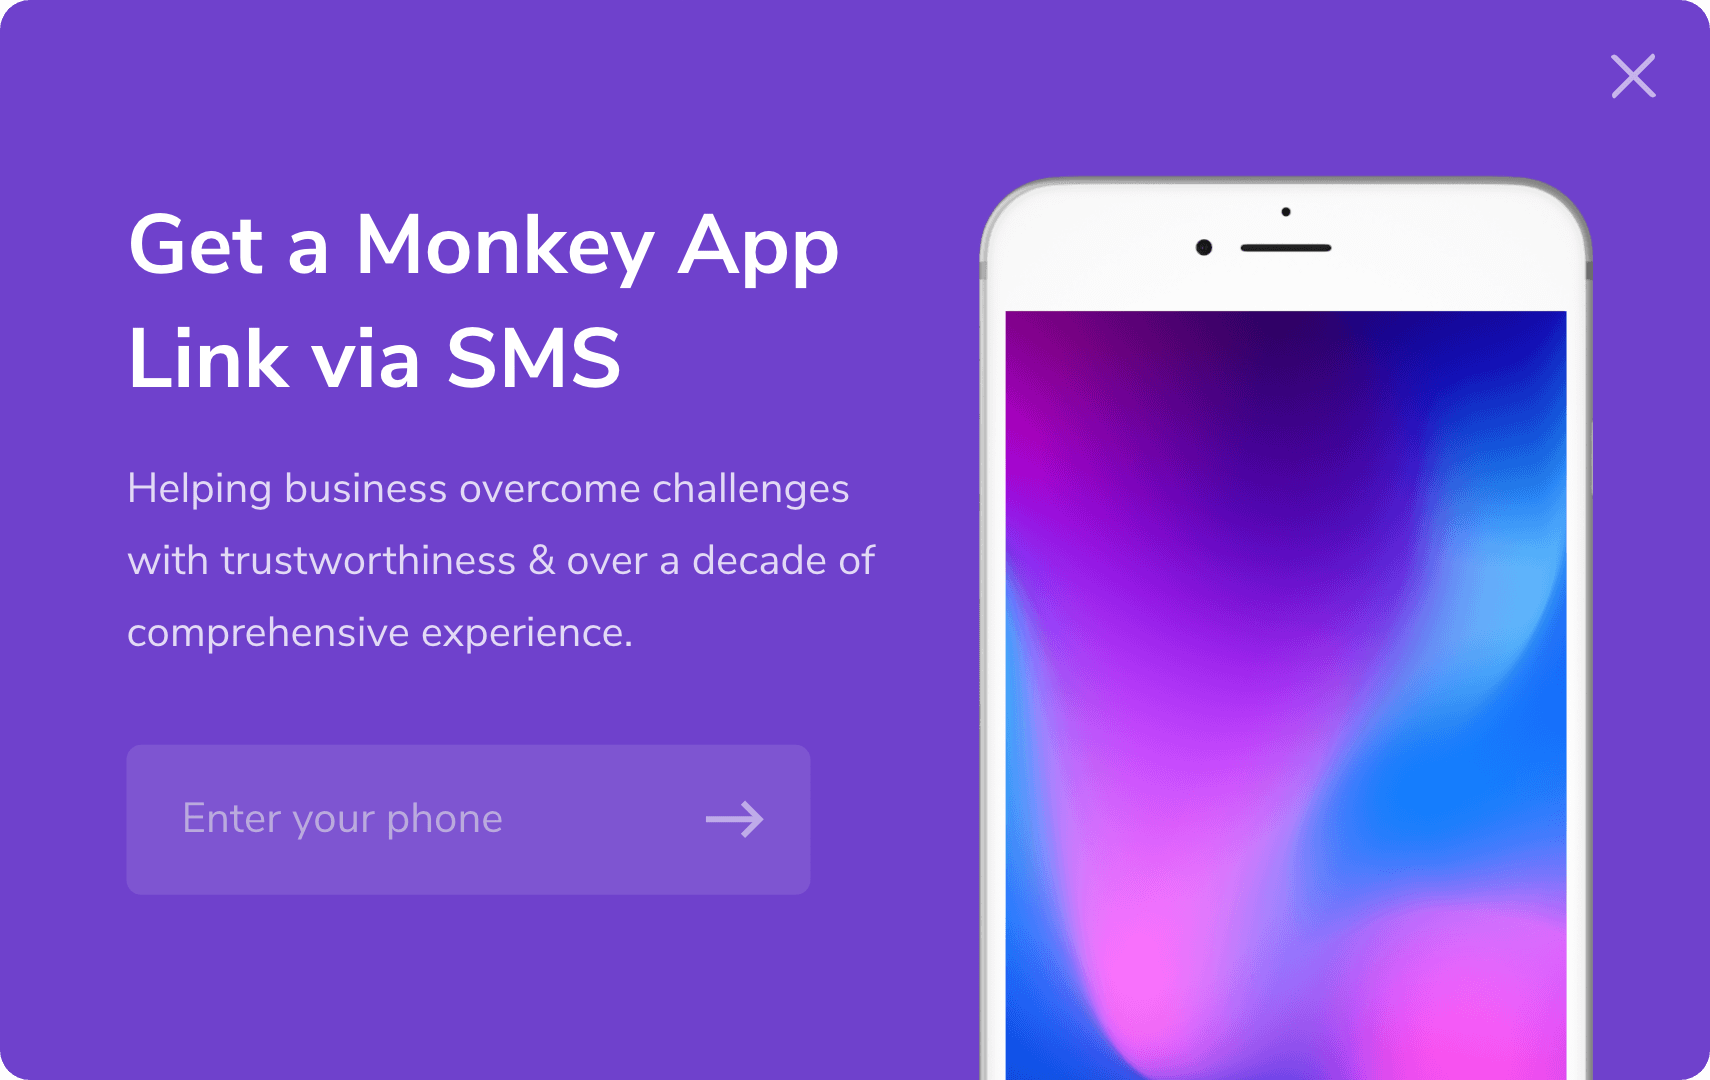 Get a Monkey App
Link via SMS
Helping business overcome challenges
with trustworthiness & over a decade of
comprehensive experience.
Enter your phone